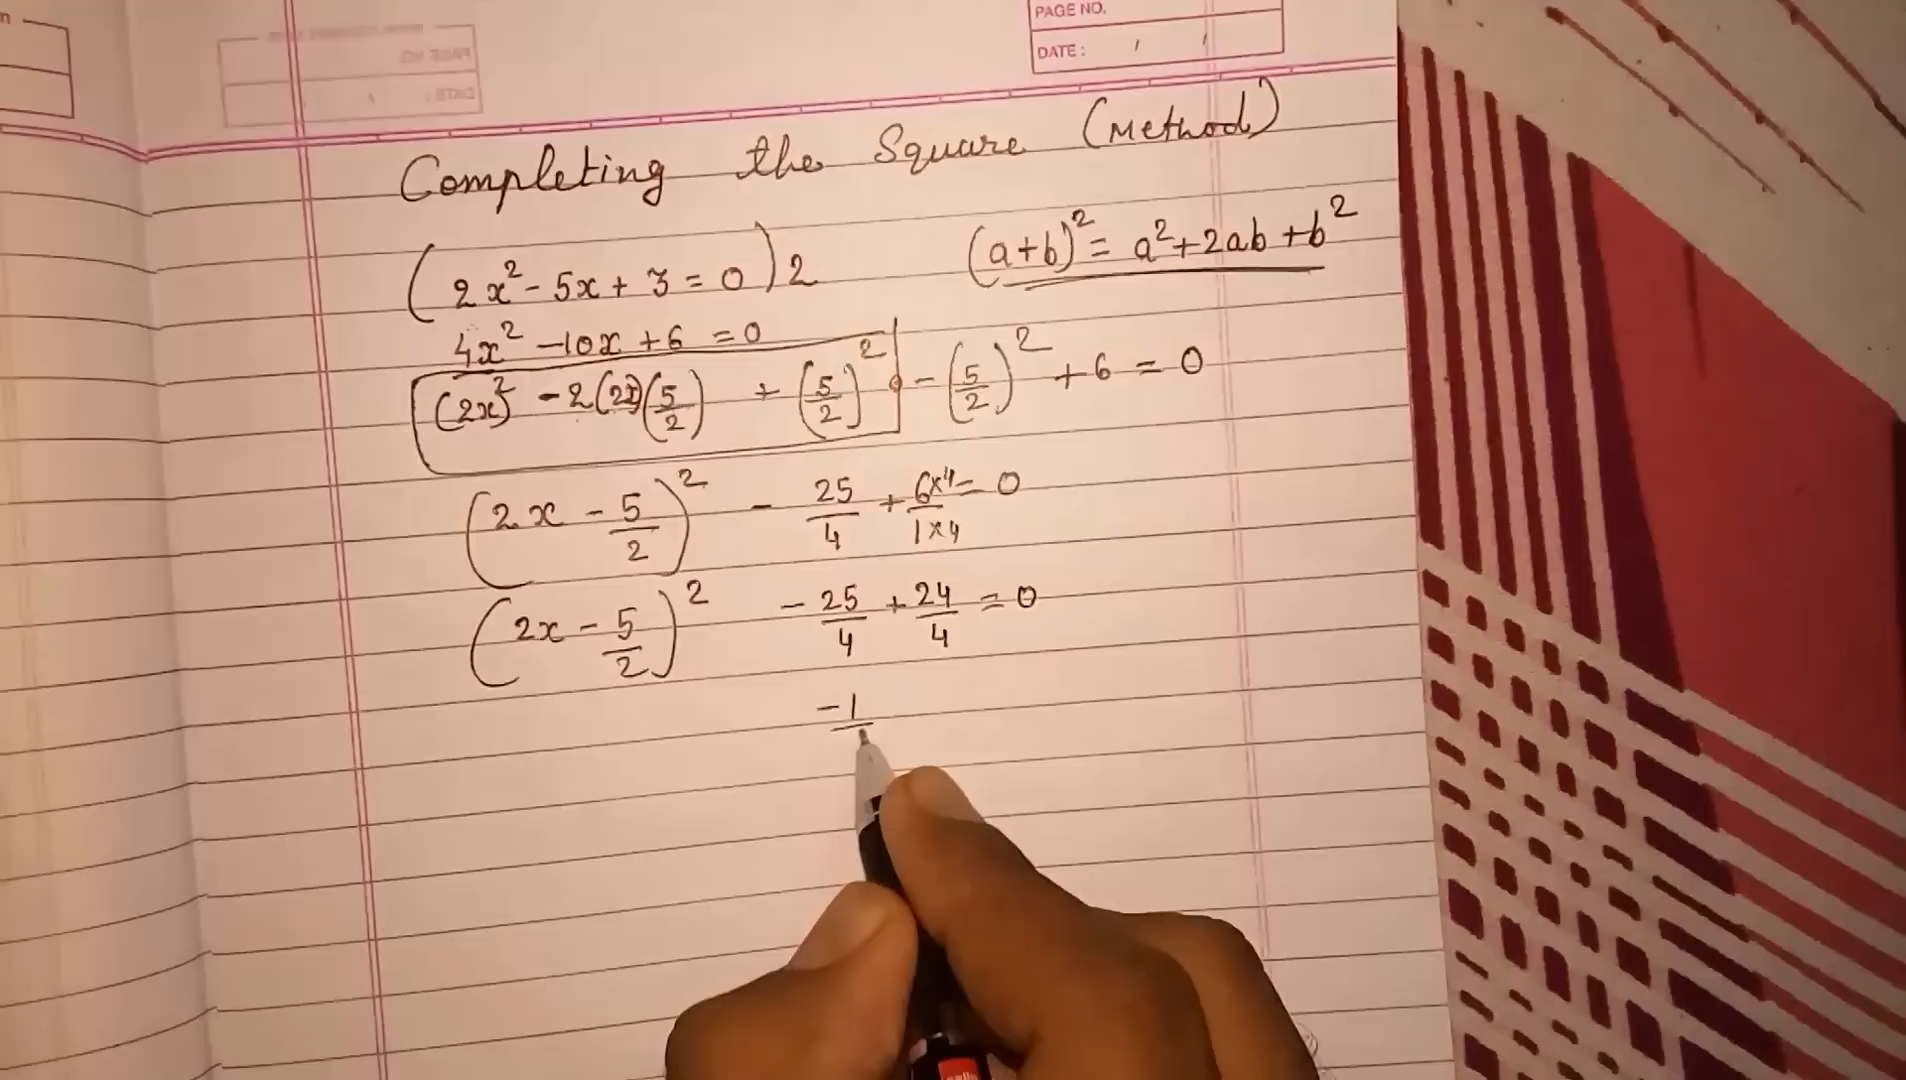 PAGE NO.
DATE : / /
Completing the Square (Method)
(2x² - 5x + 3 = 0)2
(a+b)² = a²+2ab+b²
4x² -10x +6 =0
(2x)² - 2(2x)(5/2) + (5/2)² - (5/2)² + 6 = 0
(2x - 5/2)² - 25/4 + 6×4/1×4 = 0
(2x - 5/2)² - 25/4 + 24/4 = 0
-1